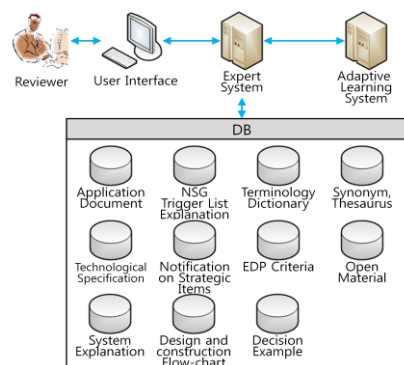 Reviewer
User Interface
Expert
System
Adaptive
Learning
System
DB
Application
Document
NSG
Trigger List
Explanation
Terminology
Dictionary
Synonym,
Thesaurus
Technological
Specification
Notification
on Strategic
Items
EDP Criteria
Open
Material
System
Explanation
Design and
construction
Flow-chart
Decision
Example